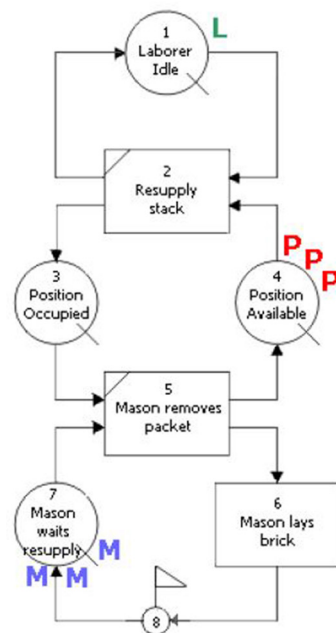 1
Laborer
Idle
L
2
Resupply
stack
3
Position
Occupied
P
P
P
4
Position
Available
5
Mason removes
packet
7
Mason
waits
resupply
M
M
M
6
Mason lays
brick
8